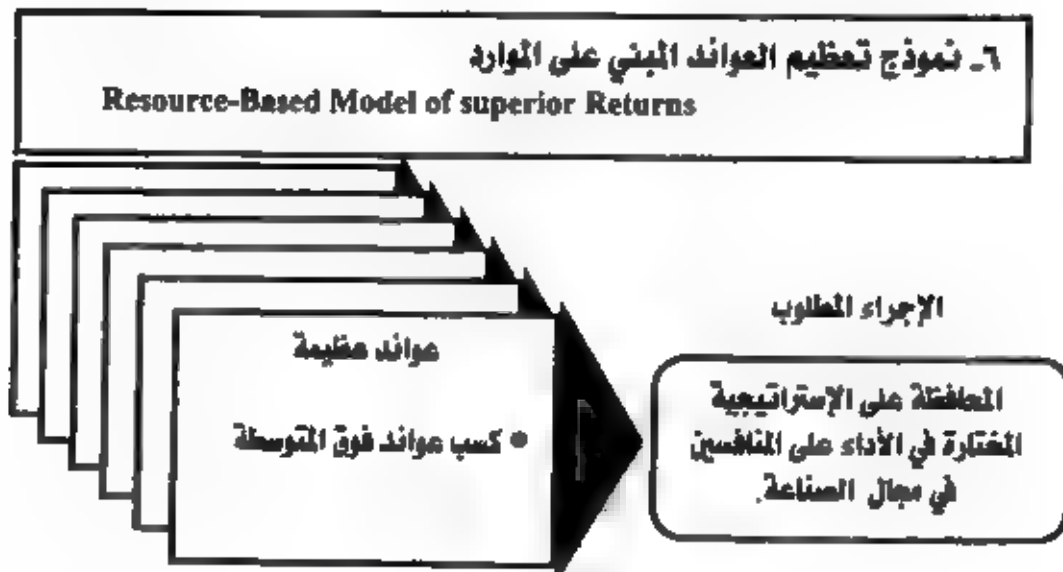 ٦ـ نموذج تعظيم العوائد المبني على الموارد
Resource-Based Model of superior Returns
عوائد عظيمة
• كسب عوائد فوق المتوسطة
الإجراء المطلوب
المحافظة على الإستراتيجية
المختارة في الأداء على المنافسين
في مجال الصناعة.